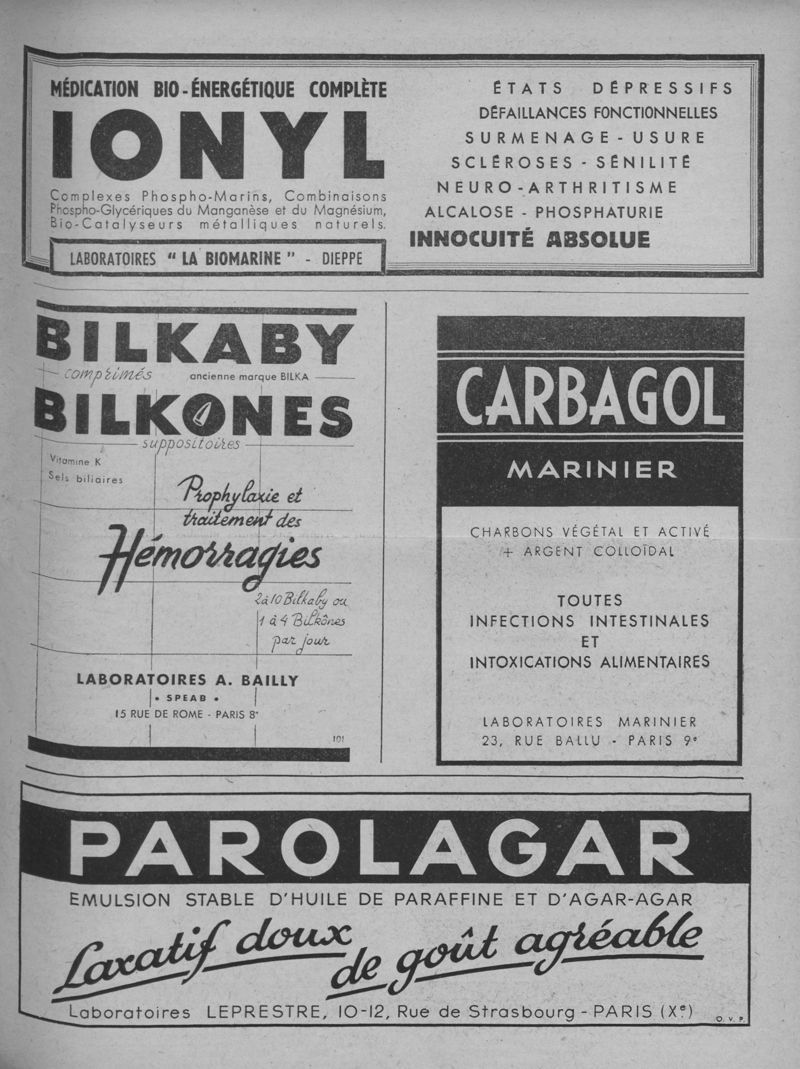 MÉDICATION BIO-ÉNERGÉTIQUE COMPLÈTE
IONYL
Complexes Phospho-Marins, Combinaisons
Phospho-Glycériques du Manganèse et du Magnésium,
Bio-Catalyseurs métalliques naturels.
LABORATOIRES "LA BIOMARINE" - DIEPPE
ÉTATS DÉPRESSIFS
DÉFAILLANCES FONCTIONNELLES
SURMENAGE - USURE
SCLÉROSES - SÉNILITÉ
NEURO-ARTHRITISME
ALCALOSE - PHOSPHATURIE
INNOCUITÉ ABSOLUE
BILKABY
comprimés ancienne marque BILKA
BILKONES
suppositoires
Vitamine K
Sels biliaires
Prophylaxie et
traitement des
Hémorragies
2 à 10 Bilkaby ou
1 à 4 Bilkônes
par jour
LABORATOIRES A. BAILLY
• SPEAB •
15 RUE DE ROME - PARIS 8e
101
CARBAGOL
MARINIER
CHARBONS VÉGÉTAL ET ACTIVÉ
+ ARGENT COLLOÏDAL
TOUTES
INFECTIONS INTESTINALES
ET
INTOXICATIONS ALIMENTAIRES
LABORATOIRES MARINIER
23, RUE BALLU - PARIS 9e
PAROLAGAR
EMULSION STABLE D'HUILE DE PARAFFINE ET D'AGAR-AGAR
Laxatif doux
de goût agréable
Laboratoires LEPRESTRE, 10-12, Rue de Strasbourg - PARIS (Xe)
O.V.P.